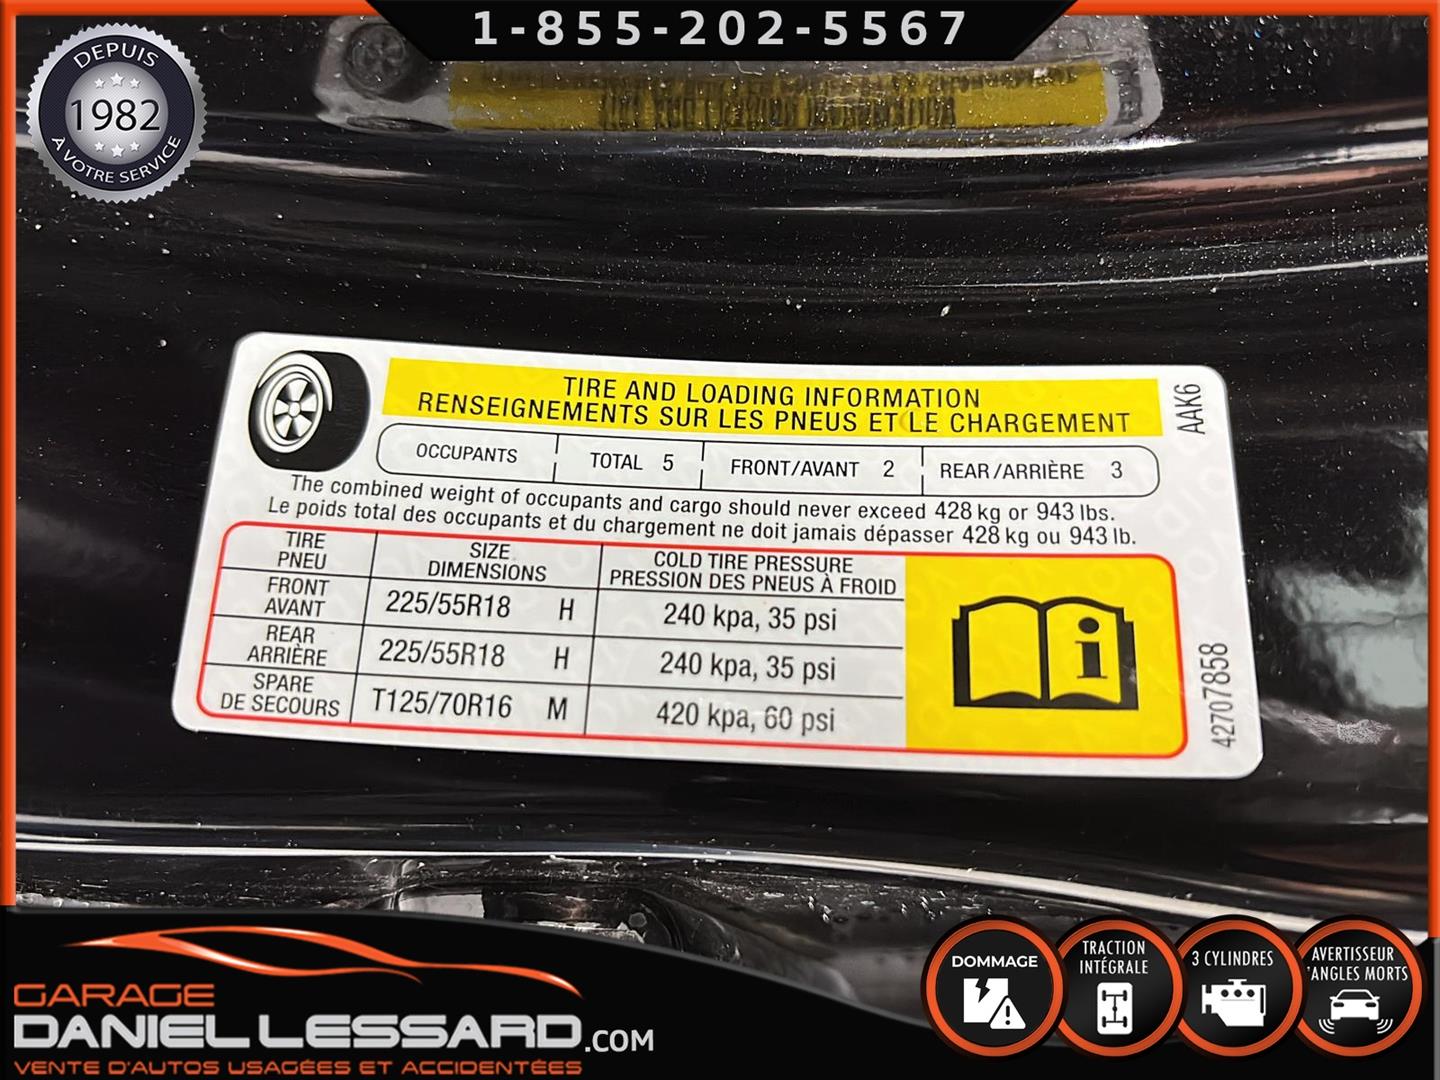 1-855-202-5567
DEPUIS
1982
À VOTRE SERVICE
TIRE AND LOADING INFORMATION
RENSEIGNEMENTS SUR LES PNEUS ET LE CHARGEMENT
AAK6
OCCUPANTS TOTAL 5 FRONT/AVANT 2 REAR/ARRIÈRE 3
The combined weight of occupants and cargo should never exceed 428 kg or 943 lbs.
Le poids total des occupants et du chargement ne doit jamais dépasser 428 kg ou 943 lb.
TIRE SIZE COLD TIRE PRESSURE
PNEU DIMENSIONS PRESSION DES PNEUS À FROID
FRONT
AVANT 225/55R18 H 240 kpa, 35 psi
REAR
ARRIÈRE 225/55R18 H 240 kpa, 35 psi
SPARE
DE SECOURS T125/70R16 M 420 kpa, 60 psi
i
42707858
GARAGE
DANIEL LESSARD.COM
VENTE D'AUTOS USAGÉES ET ACCIDENTÉES
DOMMAGE
TRACTION
INTÉGRALE
3 CYLINDRES
AVERTISSEUR
'ANGLES MORTS